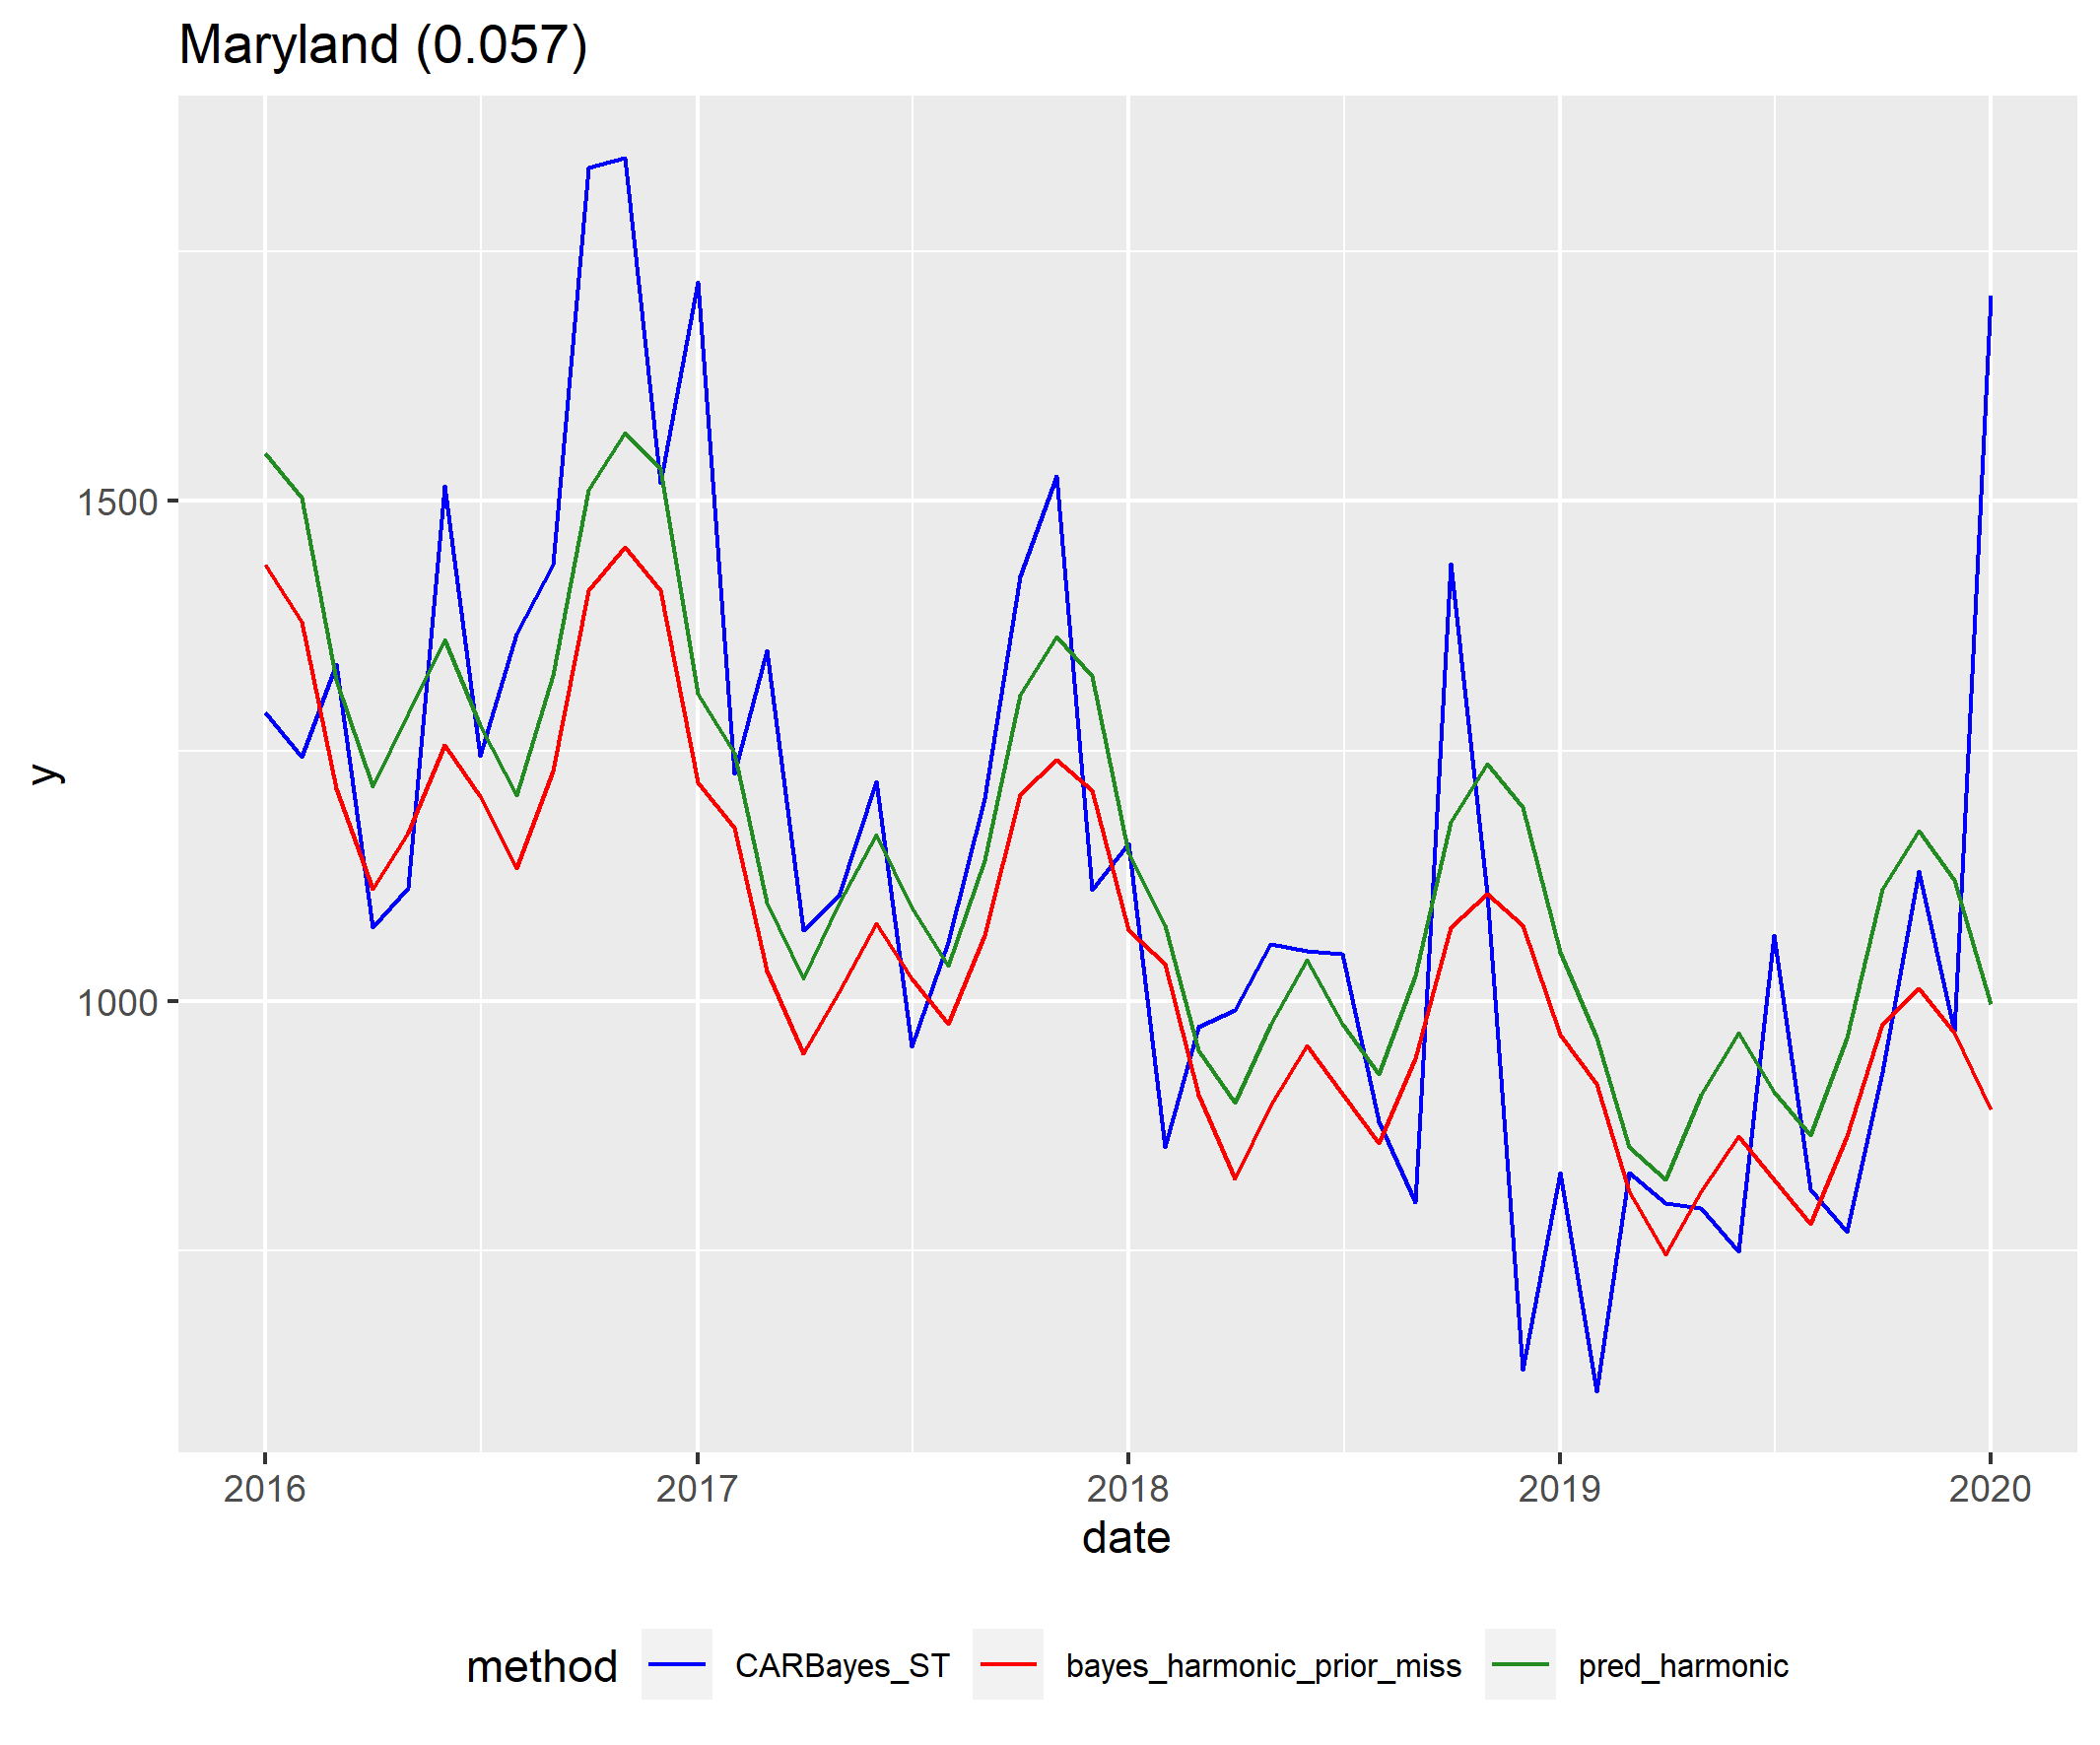 Maryland (0.057)
y
1500
1000
2016 2017 2018 2019 2020
date
method CARBayes_ST bayes_harmonic_prior_miss pred_harmonic